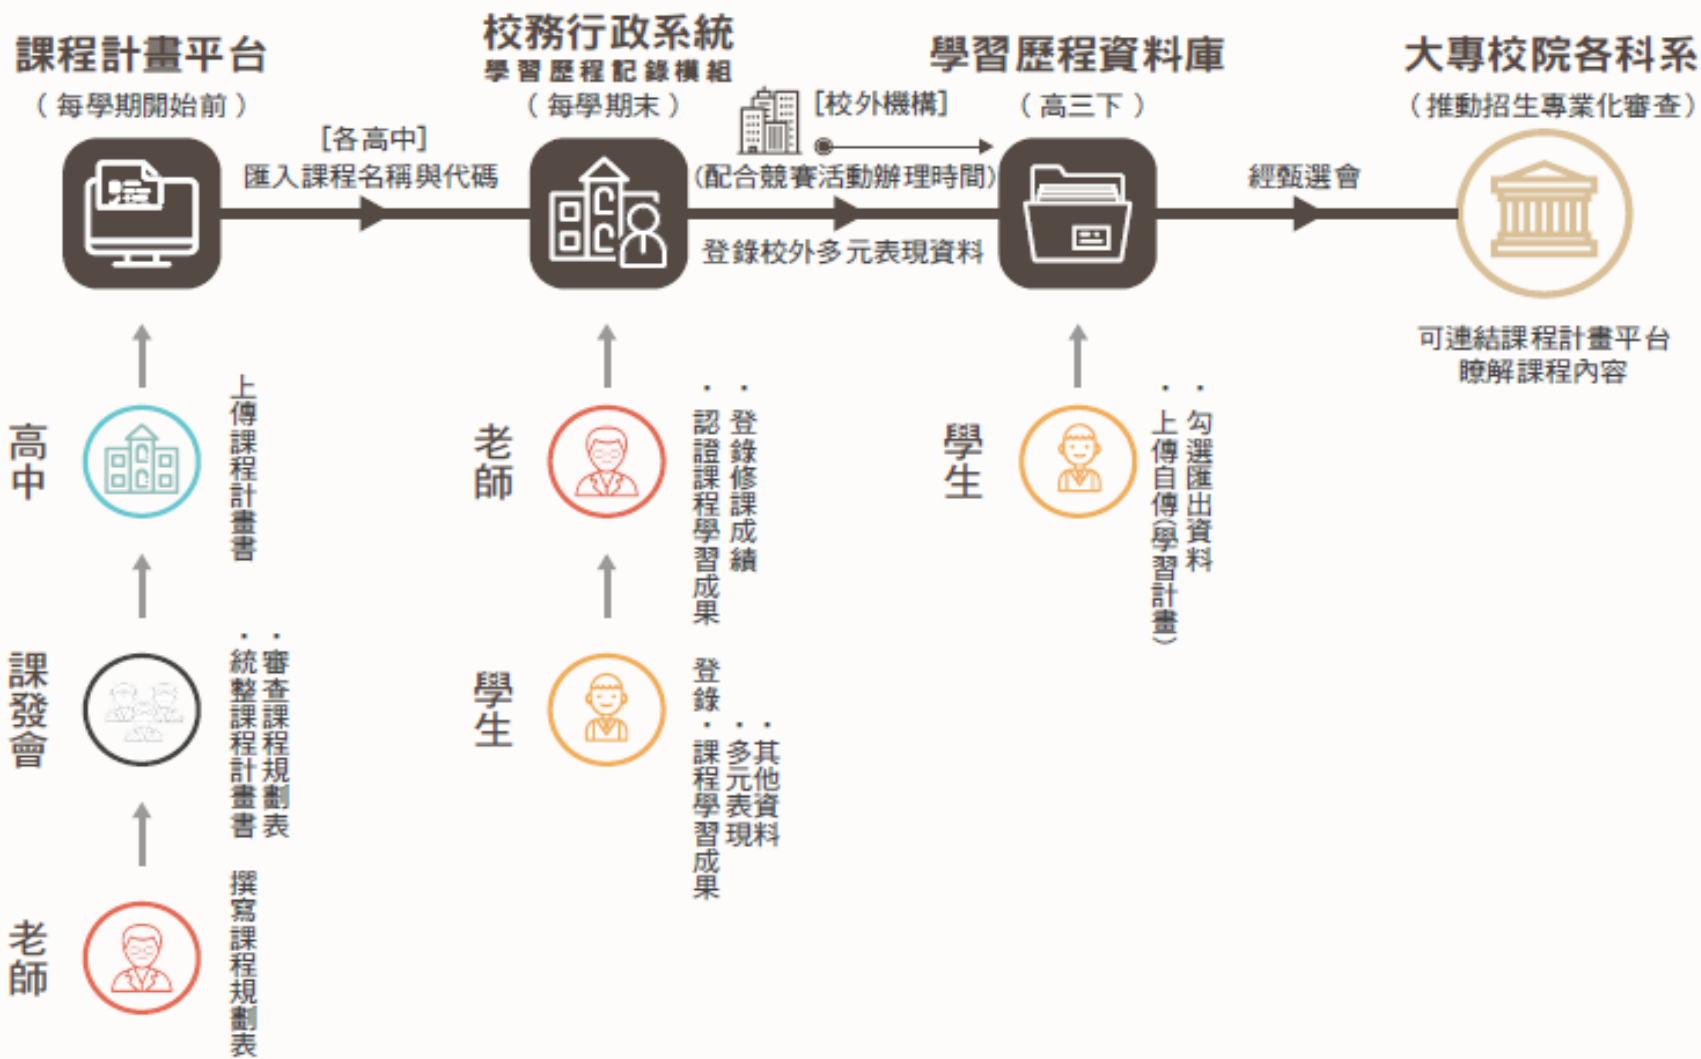 課程計畫平台
（每學期開始前）
[各高中]
匯入課程名稱與代碼
校務行政系統
學習歷程記錄模組
（每學期末）
[校外機構]
(配合競賽活動辦理時間)
登錄校外多元表現資料
學習歷程資料庫
（高三下）
經甄選會
大專校院各科系
（推動招生專業化審查）
可連結課程計畫平台
瞭解課程內容
高中
上傳課程計畫書
課發會
・審查課程規劃表
・統整課程計畫書
老師
撰寫課程規劃表
老師
・登錄修課成績
・認證課程學習成果
學生
登錄
・其他資料
・多元表現
・課程學習成果
學生
・勾選匯出資料
・上傳自傳(學習計畫)